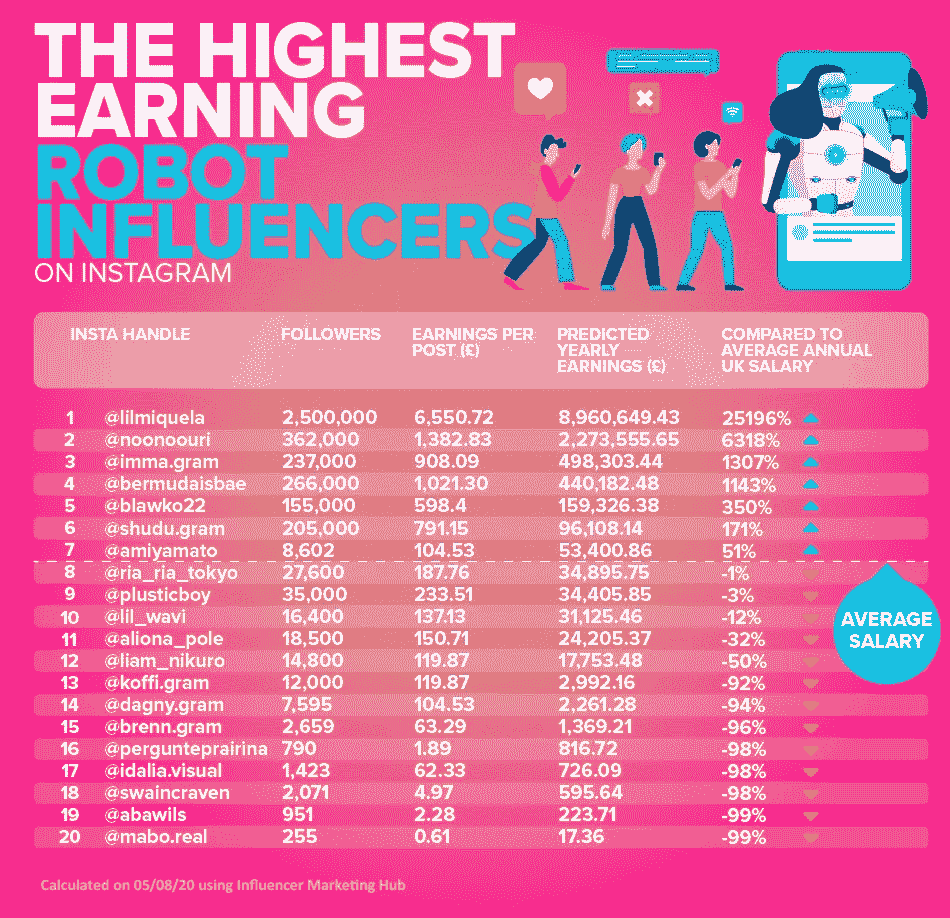 THE HIGHEST
EARNING
ROBOT
INFLUENCERS
ON INSTAGRAM
INSTA HANDLE FOLLOWERS EARNINGS PER POST (£) PREDICTED YEARLY EARNINGS (£) COMPARED TO AVERAGE ANNUAL UK SALARY
1 @lilmiquela 2,500,000 6,550.72 8,960,649.43 25196%
2 @noonoouri 362,000 1,382.83 2,273,555.65 6318%
3 @imma.gram 237,000 908.09 498,303.44 1307%
4 @bermudaisbae 266,000 1,021.30 440,182.48 1143%
5 @blawko22 155,000 598.4 159,326.38 350%
6 @shudu.gram 205,000 791.15 96,108.14 171%
7 @amiyamato 8,602 104.53 53,400.86 51%
8 @ria_ria_tokyo 27,600 187.76 34,895.75 -1%
9 @plusticboy 35,000 233.51 34,405.85 -3%
10 @lil_wavi 16,400 137.13 31,125.46 -12%
11 @aliona_pole 18,500 150.71 24,205.37 -32%
12 @liam_nikuro 14,800 119.87 17,753.48 -50%
13 @koffi.gram 12,000 119.87 2,992.16 -92%
14 @dagny.gram 7,595 104.53 2,261.28 -94%
15 @brenn.gram 2,659 63.29 1,369.21 -96%
16 @pergunteprairina 790 1.89 816.72 -98%
17 @idalia.visual 1,423 62.33 726.09 -98%
18 @swaincraven 2,071 4.97 595.64 -98%
19 @abawils 951 2.28 223.71 -99%
20 @mabo.real 255 0.61 17.36 -99%
AVERAGE
SALARY
Calculated on 05/08/20 using Influencer Marketing Hub